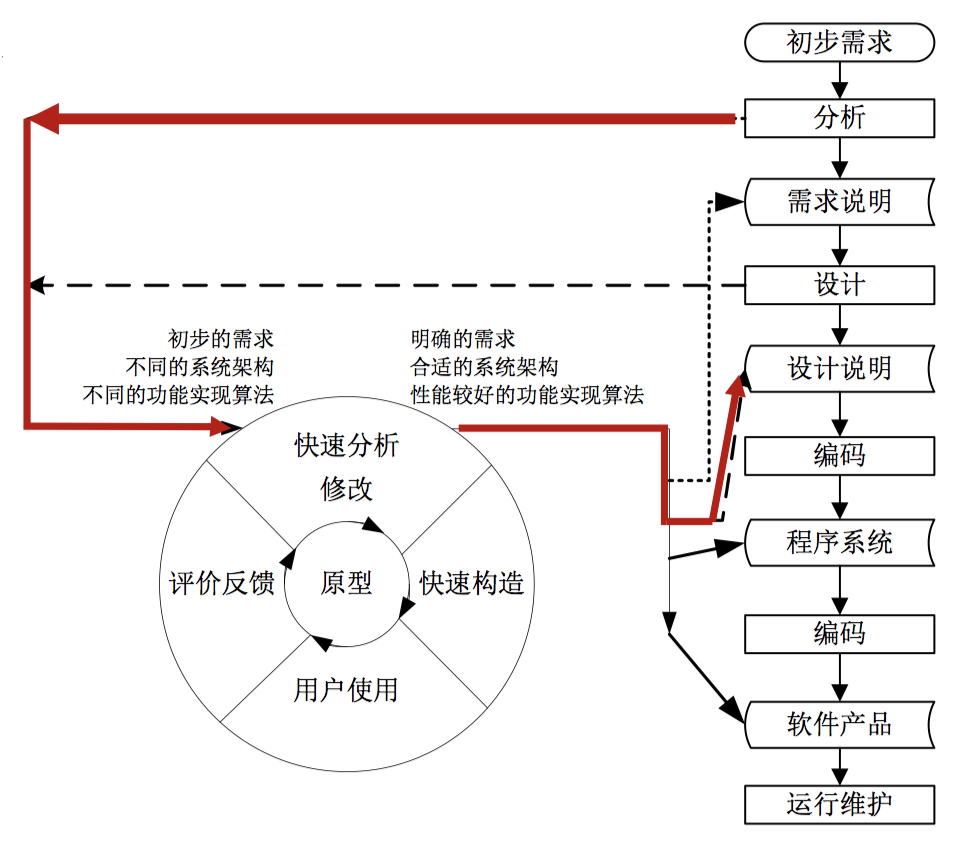 初步需求
分析
需求说明
设计
初步的需求
不同的系统架构
不同的功能实现算法
明确的需求
合适的系统架构
性能较好的功能实现算法
设计说明
快速分析
修改
编码
程序系统
评价反馈
原型
快速构造
编码
用户使用
软件产品
运行维护